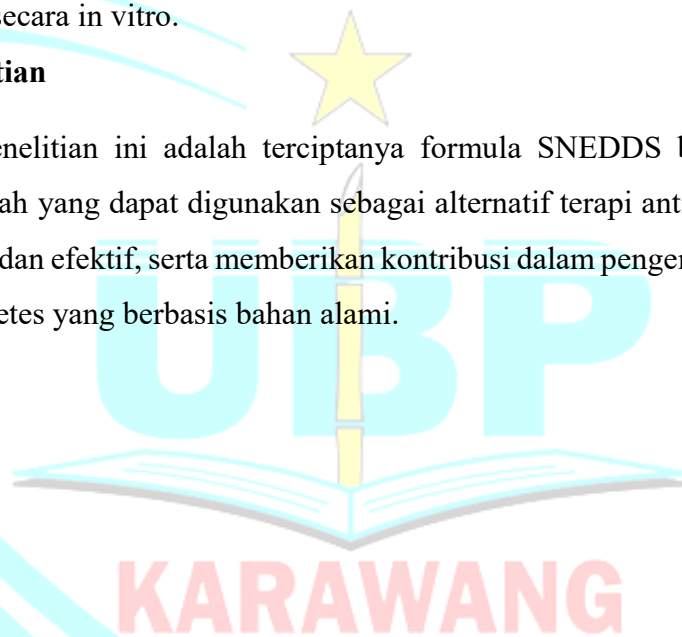 secara in vitro.
tian
enelitian ini adalah terciptanya formula SNEDDS b
ah yang dapat digunakan sebagai alternatif terapi ant
dan efektif, serta memberikan kontribusi dalam penge
etes yang berbasis bahan alami.
UBP
KARAWANG